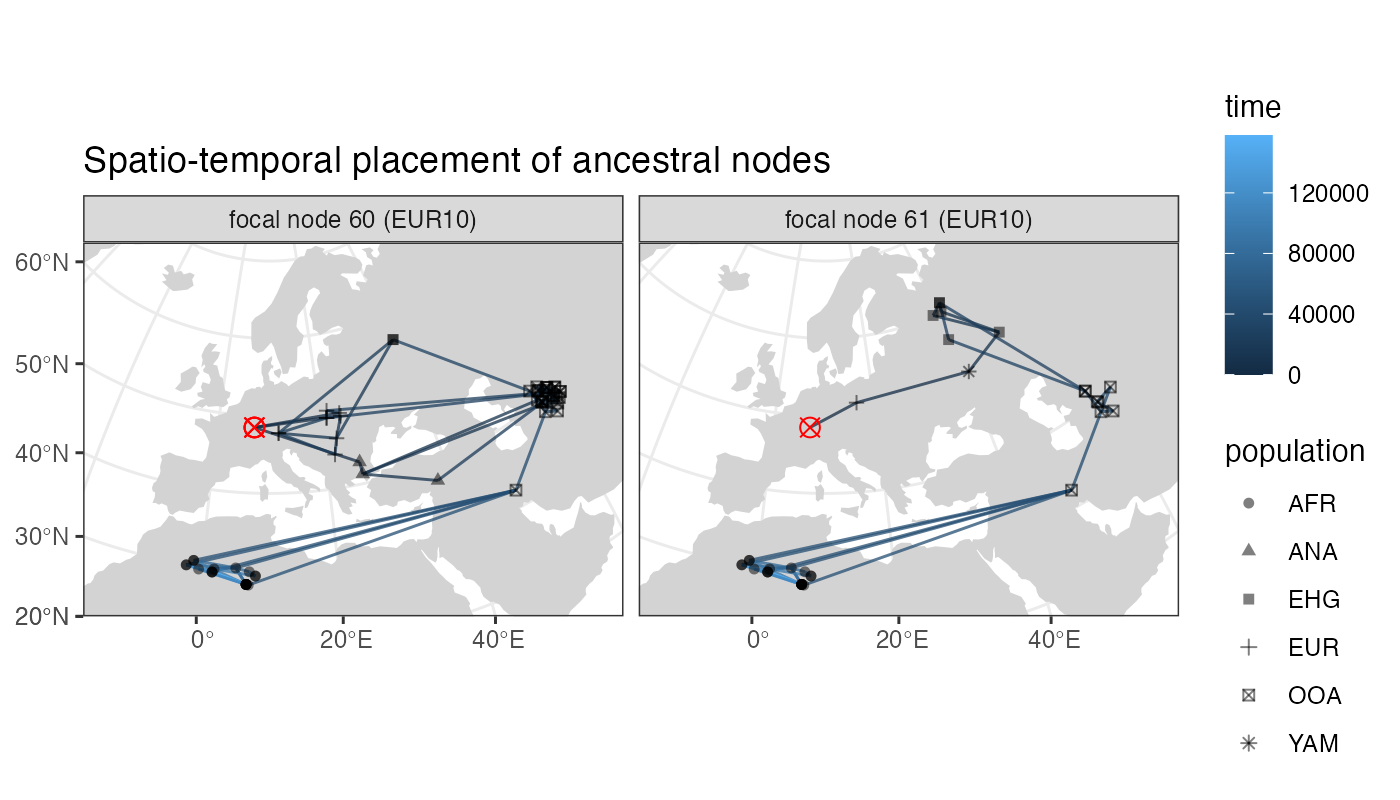 Spatio-temporal placement of ancestral nodes
focal node 60 (EUR10)
focal node 61 (EUR10)
60°N
50°N
40°N
30°N
20°N
0°
20°E
40°E
0°
20°E
40°E
time
120000
80000
40000
0
population
AFR
ANA
EHG
EUR
OOA
YAM